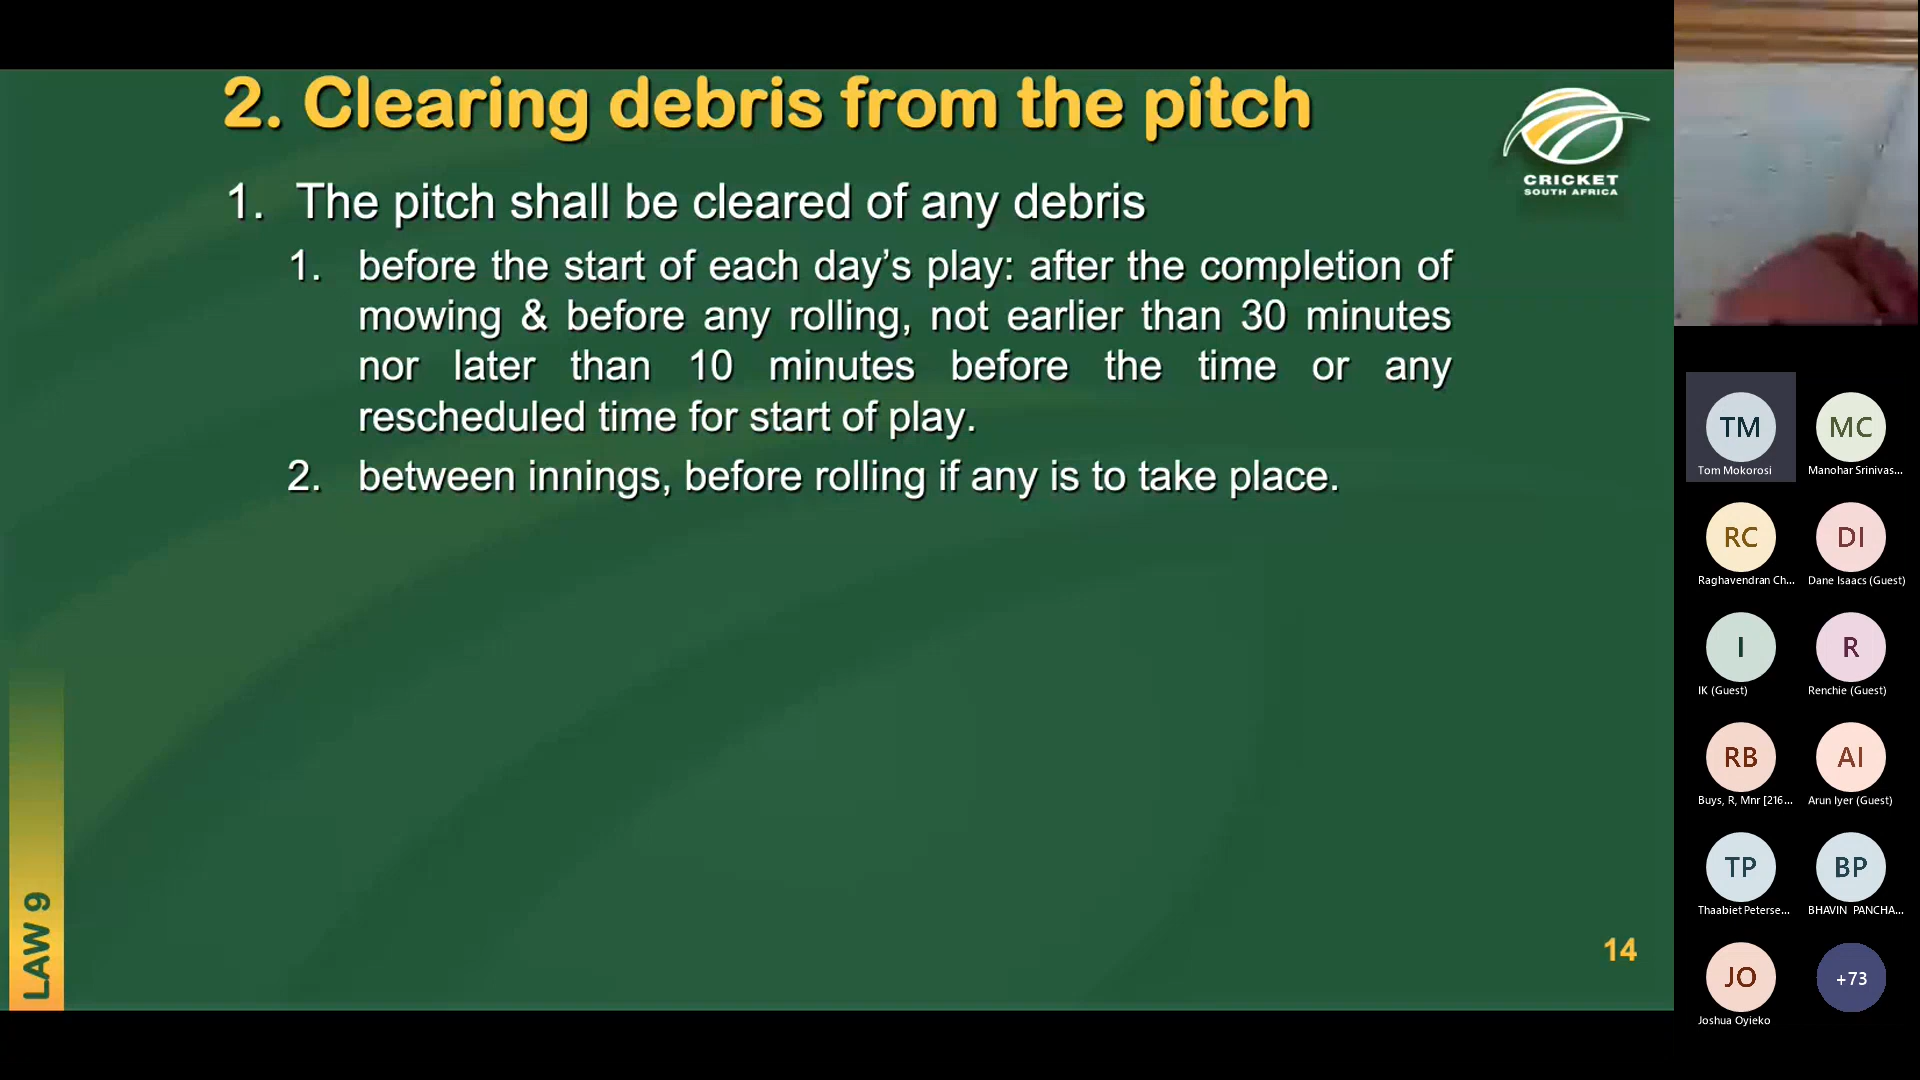 2. Clearing debris from the pitch
CRICKET
SOUTH AFRICA
1. The pitch shall be cleared of any debris
1. before the start of each day’s play: after the completion of
mowing & before any rolling, not earlier than 30 minutes
nor later than 10 minutes before the time or any
rescheduled time for start of play.
2. between innings, before rolling if any is to take place.
LAW 9
14
TM
Tom Mokorosi
MC
Manohar Srinivas...
RC
Raghavendran Ch...
DI
Dane Isaacs (Guest)
I
IK (Guest)
R
Renchie (Guest)
RB
Buys, R, Mnr [216...
AI
Arun Iyer (Guest)
TP
Thaabiet Peterse...
BP
BHAVIN PANCHA...
JO
Joshua Oyieko
+73